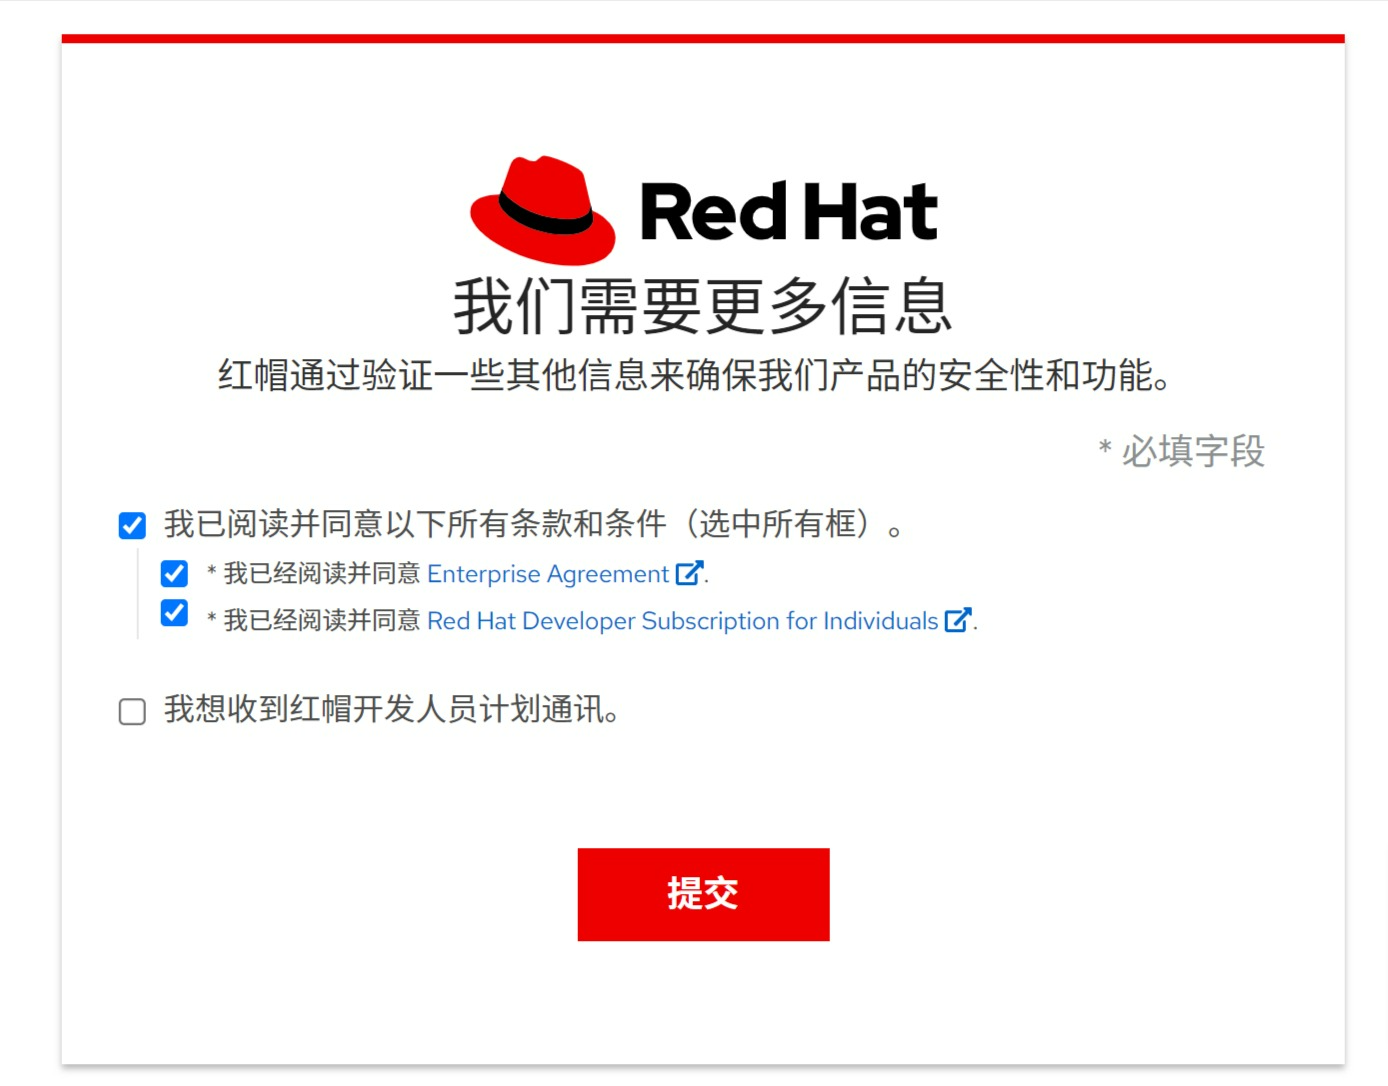 Red Hat
我们需要更多信息
红帽通过验证一些其他信息来确保我们产品的安全性和功能。
* 必填字段
我已阅读并同意以下所有条款和条件（选中所有框）。
* 我已经阅读并同意 Enterprise Agreement.
* 我已经阅读并同意 Red Hat Developer Subscription for Individuals.
我想收到红帽开发人员计划通讯。
提交